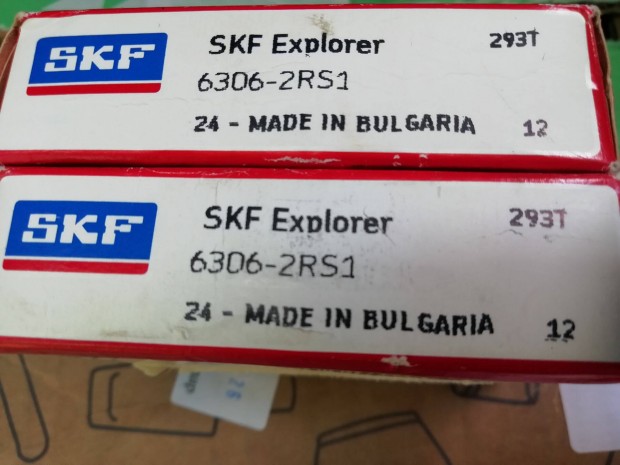 SKF SKF Explorer 293T
6306-2RS1
24 - MADE IN BULGARIA 12
SKF SKF Explorer 293T
6306-2RS1
24 - MADE IN BULGARIA 12
28